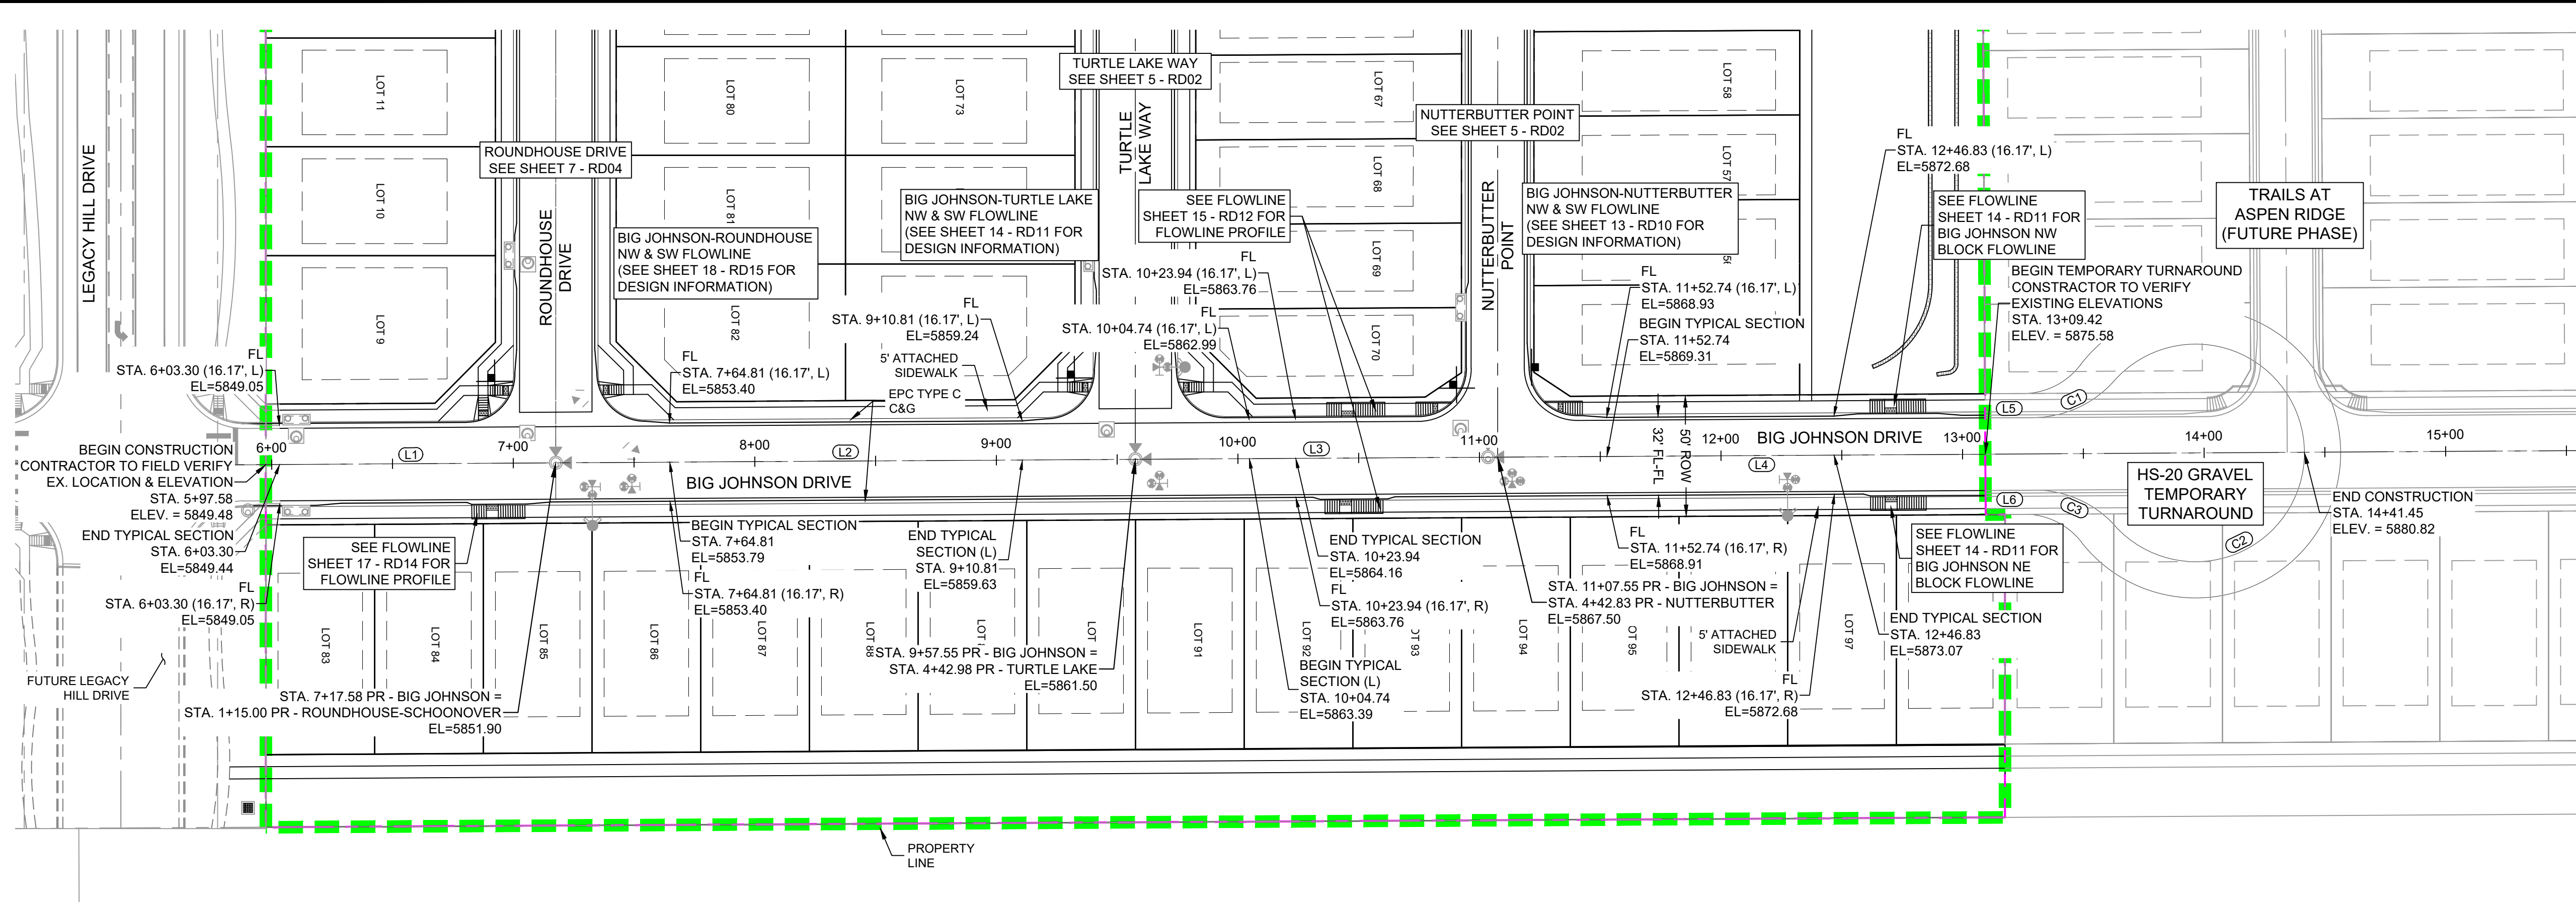 LEGACY HILL DRIVE
LOT 11
LOT 10
LOT 9
ROUNDHOUSE DRIVE
SEE SHEET 7 - RD04
ROUNDHOUSE
DRIVE
LOT 80
LOT 81
LOT 82
LOT 73
BIG JOHNSON-ROUNDHOUSE
NW & SW FLOWLINE
(SEE SHEET 18 - RD15 FOR
DESIGN INFORMATION)
TURTLE LAKE WAY
SEE SHEET 5 - RD02
TURTLE
LAKE WAY
BIG JOHNSON-TURTLE LAKE
NW & SW FLOWLINE
(SEE SHEET 14 - RD11 FOR
DESIGN INFORMATION)
SEE FLOWLINE
SHEET 15 - RD12 FOR
FLOWLINE PROFILE
LOT 67
LOT 68
LOT 69
LOT 70
NUTTERBUTTER POINT
SEE SHEET 5 - RD02
NUTTERBUTTER
POINT
LOT 58
LOT 57
BIG JOHNSON-NUTTERBUTTER
NW & SW FLOWLINE
(SEE SHEET 13 - RD10 FOR
DESIGN INFORMATION)
FL
STA. 12+46.83 (16.17', L)
EL=5872.68
SEE FLOWLINE
SHEET 14 - RD11 FOR
BIG JOHNSON NW
BLOCK FLOWLINE
TRAILS AT
ASPEN RIDGE
(FUTURE PHASE)
BEGIN TEMPORARY TURNAROUND
CONTRACTOR TO VERIFY
EXISTING ELEVATIONS
STA. 13+09.42
ELEV. = 5875.58
FL
STA. 6+03.30 (16.17', L)
EL=5849.05
FL
STA. 7+64.81 (16.17', L)
EL=5853.40
FL
STA. 9+10.81 (16.17', L)
EL=5859.24
5' ATTACHED
SIDEWALK
EPC TYPE C
C&G
FL
STA. 10+23.94 (16.17', L)
EL=5863.76
FL
STA. 10+04.74 (16.17', L)
EL=5862.99
FL
STA. 11+52.74 (16.17', L)
EL=5868.93
BEGIN TYPICAL SECTION
STA. 11+52.74
EL=5869.31
BEGIN CONSTRUCTION
CONTRACTOR TO FIELD VERIFY
EX. LOCATION & ELEVATION
STA. 5+97.58
ELEV. = 5849.48
6+00
L1
7+00
8+00
L2
9+00
10+00
L3
11+00
32' FL-FL
50' ROW
12+00
L4
BIG JOHNSON DRIVE
13+00
L5
C1
14+00
15+00
BIG JOHNSON DRIVE
L6
C3
C2
HS-20 GRAVEL
TEMPORARY
TURNAROUND
END CONSTRUCTION
STA. 14+41.45
ELEV. = 5880.82
END TYPICAL SECTION
STA. 6+03.30
EL=5849.44
FL
STA. 6+03.30 (16.17', R)
EL=5849.05
SEE FLOWLINE
SHEET 17 - RD14 FOR
FLOWLINE PROFILE
BEGIN TYPICAL SECTION
STA. 7+64.81
EL=5853.79
FL
STA. 7+64.81 (16.17', R)
EL=5853.40
END TYPICAL
SECTION (L)
STA. 9+10.81
EL=5859.63
END TYPICAL SECTION
STA. 10+23.94
EL=5864.16
FL
STA. 10+23.94 (16.17', R)
EL=5863.76
FL
STA. 11+52.74 (16.17', R)
EL=5868.91
STA. 11+07.55 PR - BIG JOHNSON =
STA. 4+42.83 PR - NUTTERBUTTER
EL=5867.50
SEE FLOWLINE
SHEET 14 - RD11 FOR
BIG JOHNSON NE
BLOCK FLOWLINE
END TYPICAL SECTION
STA. 12+46.83
EL=5873.07
5' ATTACHED
SIDEWALK
FL
STA. 12+46.83 (16.17', R)
EL=5872.68
LOT 83
LOT 84
LOT 85
LOT 86
LOT 87
LOT
LOT
LOT 91
LOT 92
LOT 94
LOT 97
STA. 9+57.55 PR - BIG JOHNSON =
STA. 4+42.98 PR - TURTLE LAKE
EL=5861.50
BEGIN TYPICAL
SECTION (L)
STA. 10+04.74
EL=5863.39
FUTURE LEGACY
HILL DRIVE
STA. 7+17.58 PR - BIG JOHNSON =
STA. 1+15.00 PR - ROUNDHOUSE-SCHOONOVER
EL=5851.90
PROPERTY
LINE